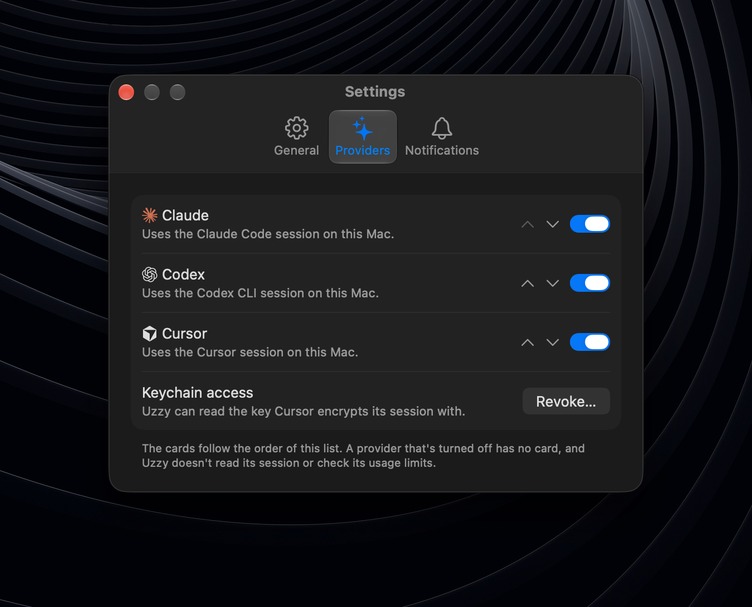 Settings
General
Providers
Notifications
Claude
Uses the Claude Code session on this Mac.
Codex
Uses the Codex CLI session on this Mac.
Cursor
Uses the Cursor session on this Mac.
Keychain access
Uzzy can read the key Cursor encrypts its session with.
Revoke...
The cards follow the order of this list. A provider that's turned off has no card, and
Uzzy doesn't read its session or check its usage limits.